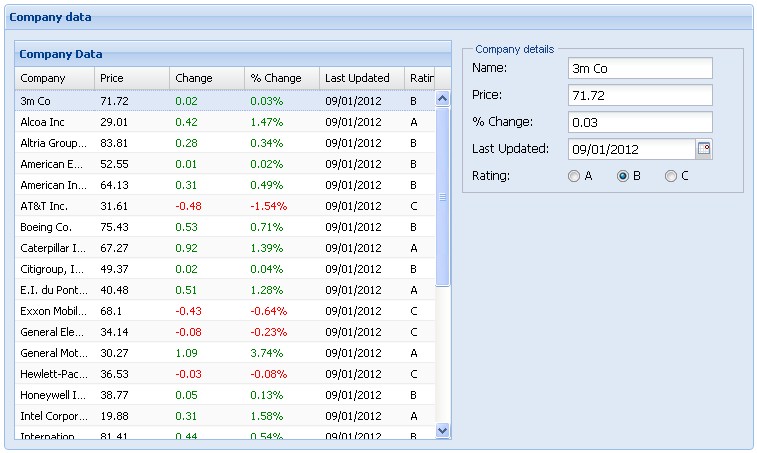 Company data
Company Data
Company Price Change % Change Last Updated Ratin
3m Co 71.72 0.02 0.03% 09/01/2012 B
Alcoa Inc 29.01 0.42 1.47% 09/01/2012 A
Altria Group... 83.81 0.28 0.34% 09/01/2012 B
American E... 52.55 0.01 0.02% 09/01/2012 B
American In... 64.13 0.31 0.49% 09/01/2012 B
AT&T Inc. 31.61 -0.48 -1.54% 09/01/2012 C
Boeing Co. 75.43 0.53 0.71% 09/01/2012 B
Caterpillar I... 67.27 0.92 1.39% 09/01/2012 A
Citigroup, I... 49.37 0.02 0.04% 09/01/2012 B
E.I. du Pont... 40.48 0.51 1.28% 09/01/2012 A
Exxon Mobil... 68.1 -0.43 -0.64% 09/01/2012 C
General Ele... 34.14 -0.08 -0.23% 09/01/2012 C
General Mot... 30.27 1.09 3.74% 09/01/2012 A
Hewlett-Pac... 36.53 -0.03 -0.08% 09/01/2012 C
Honeywell I... 38.77 0.05 0.13% 09/01/2012 B
Intel Corpor... 19.88 0.31 1.58% 09/01/2012 A
Internation... 81.41 0.44 0.54% 09/01/2012 B
Company details
Name: 3m Co
Price: 71.72
% Change: 0.03
Last Updated: 09/01/2012
Rating: A B C